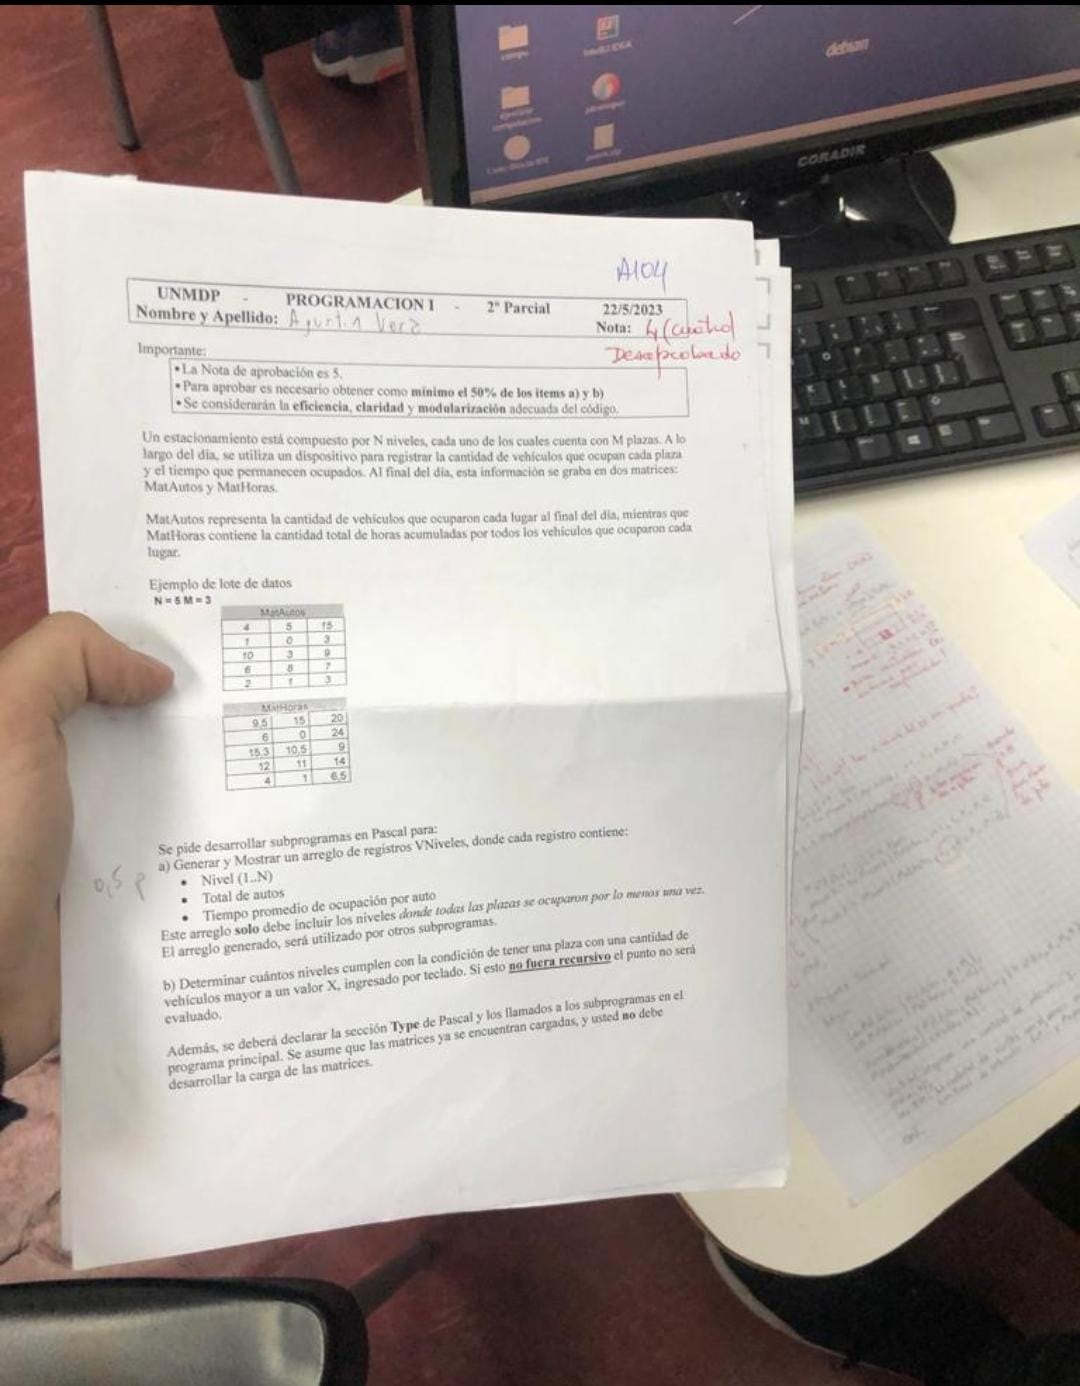 debian
CORADIR
A104
UNMDP - PROGRAMACION I - 2º Parcial 22/5/2023
Nombre y Apellido: Nota: 4 (cuatro)
Desaprobado
Importante:
• La Nota de aprobación es 5.
• Para aprobar es necesario obtener como mínimo el 50% de los items a) y b)
• Se considerarán la eficiencia, claridad y modularización adecuada del código.
Un estacionamiento está compuesto por N niveles, cada uno de los cuales cuenta con M plazas. A lo
largo del día, se utiliza un dispositivo para registrar la cantidad de vehículos que ocupan cada plaza
y el tiempo que permanecen ocupados. Al final del día, esta información se graba en dos matrices:
MatAutos y MatHoras.
MatAutos representa la cantidad de vehículos que ocuparon cada lugar al final del día, mientras que
MatHoras contiene la cantidad total de horas acumuladas por todos los vehículos que ocuparon cada
lugar.
Ejemplo de lote de datos
N = 5 M = 3
MatAutos
4 5 15
1 0 3
10 3 9
6 8 7
2 1 3
MatHoras
9,5 15 20
6 0 24
15,3 10,5 9
12 11 14
4 1 6,5
Se pide desarrollar subprogramas en Pascal para:
a) Generar y Mostrar un arreglo de registros VNiveles, donde cada registro contiene:
0,5 p
• Nivel (1..N)
• Total de autos
• Tiempo promedio de ocupación por auto
Este arreglo solo debe incluir los niveles donde todas las plazas se ocuparon por lo menos una vez.
El arreglo generado, será utilizado por otros subprogramas.
b) Determinar cuántos niveles cumplen con la condición de tener una plaza con una cantidad de
vehículos mayor a un valor X, ingresado por teclado. Si esto no fuera recursivo el punto no será
evaluado.
Además, se deberá declarar la sección Type de Pascal y los llamados a los subprogramas en el
programa principal. Se asume que las matrices ya se encuentran cargadas, y usted no debe
desarrollar la carga de las matrices.